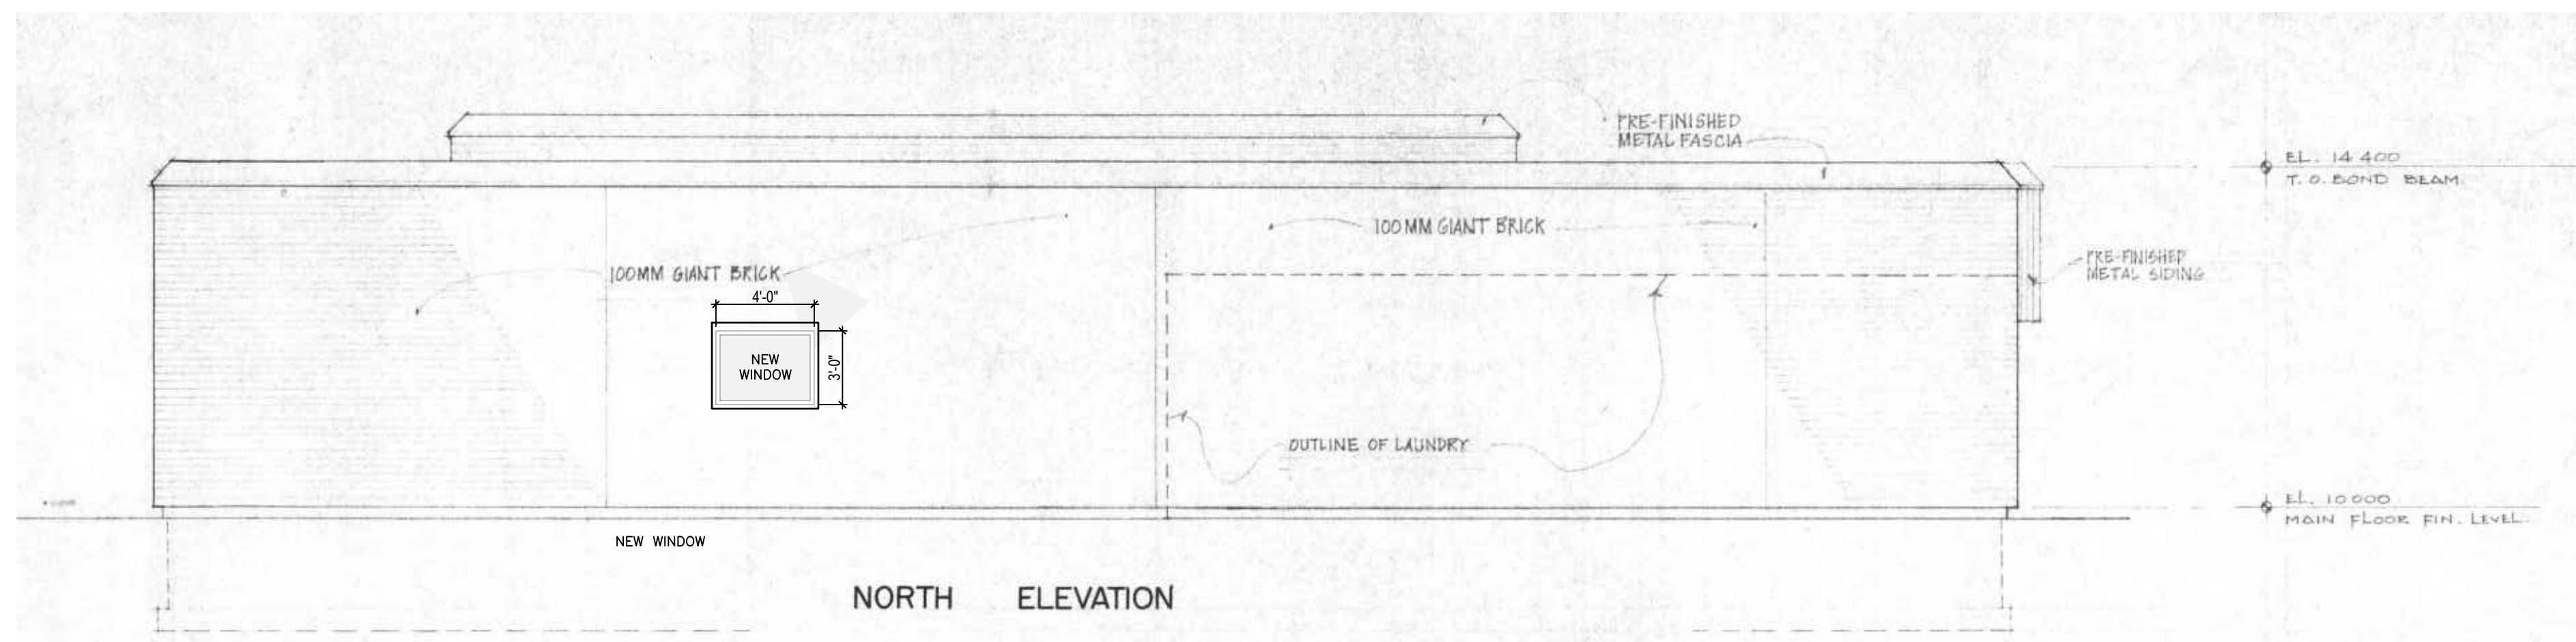 PRE-FINISHED
METAL FASCIA
EL. 14 400
T.O. BOND BEAM.
100MM GIANT BRICK
100MM GIANT BRICK
PRE-FINISHED
METAL SIDING
4'-0"
3'-0"
NEW
WINDOW
OUTLINE OF LAUNDRY
EL. 10 000
MAIN FLOOR FIN. LEVEL.
NEW WINDOW
NORTH ELEVATION